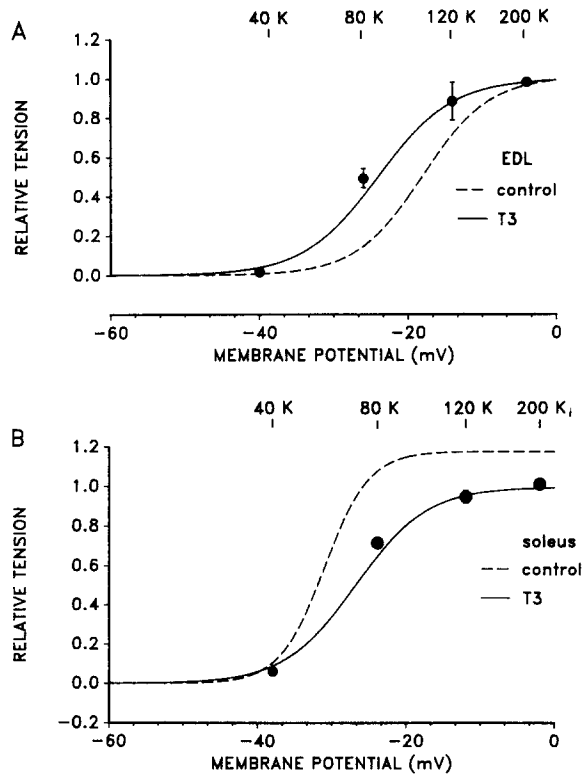 A
40 K 80 K 120 K 200 K
1.2
1.0
0.8
0.6
0.4
0.2
0.0
RELATIVE TENSION
EDL
control
T3
−60 −40 −20 0
MEMBRANE POTENTIAL (mV)
B
40 K 80 K 120 K 200 K,
1.2
1.0
0.8
0.6
0.4
0.2
0.0
−0.2
RELATIVE TENSION
soleus
control
T3
−60 −40 −20 0
MEMBRANE POTENTIAL (mV)